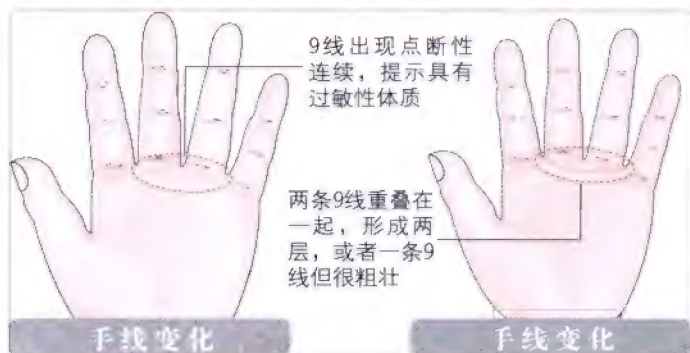 9线出现点断性
连续，提示具有
过敏性体质
两条9线重叠在
一起，形成两
层，或者一条9
线但很粗壮
手线变化
手线变化